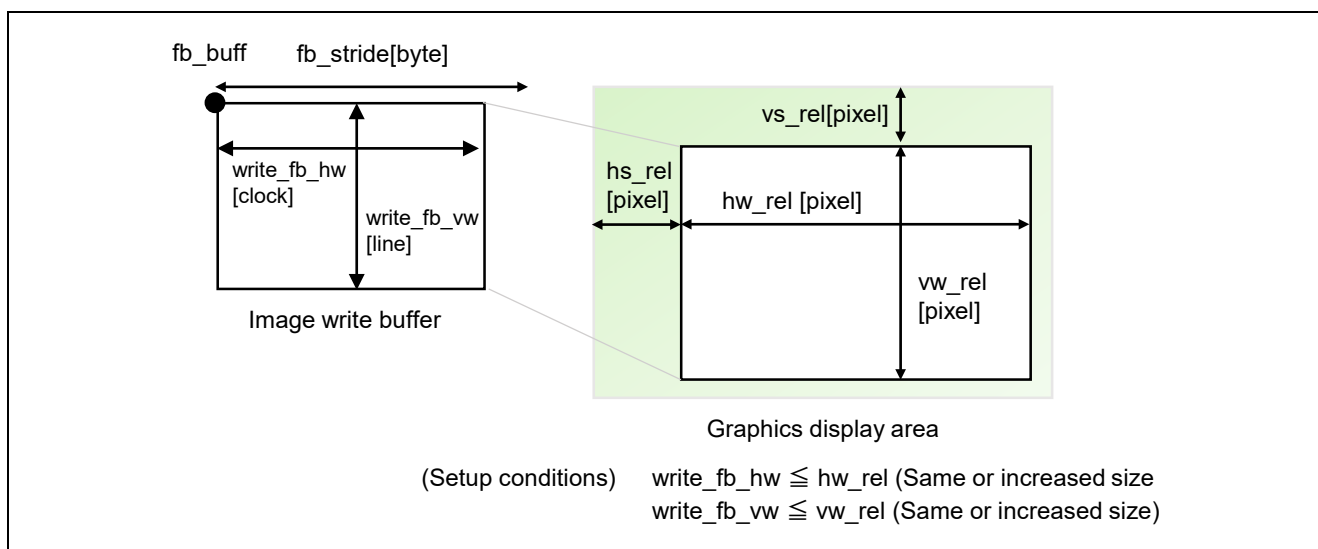 fb_buff
fb_stride[byte]
write_fb_hw
[clock]
write_fb_vw
[line]
Image write buffer
vs_rel[pixel]
hs_rel
[pixel]
hw_rel [pixel]
vw_rel
[pixel]
Graphics display area
(Setup conditions) write_fb_hw ≦ hw_rel (Same or increased size
write_fb_vw ≦ vw_rel (Same or increased size)